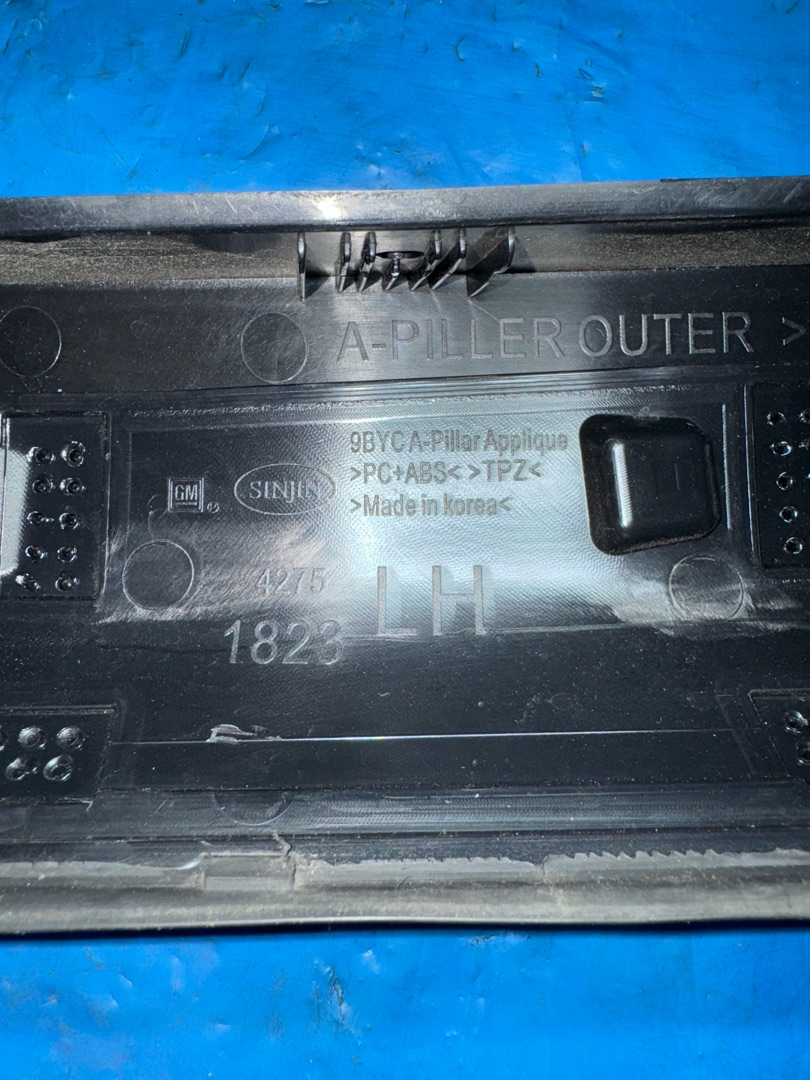 A-PILLER OUTER >
9BYC A-Pillar Applique
>PC+ABS< >TPZ<
>Made in korea<
GM
SINJIN
4275
1823
LH